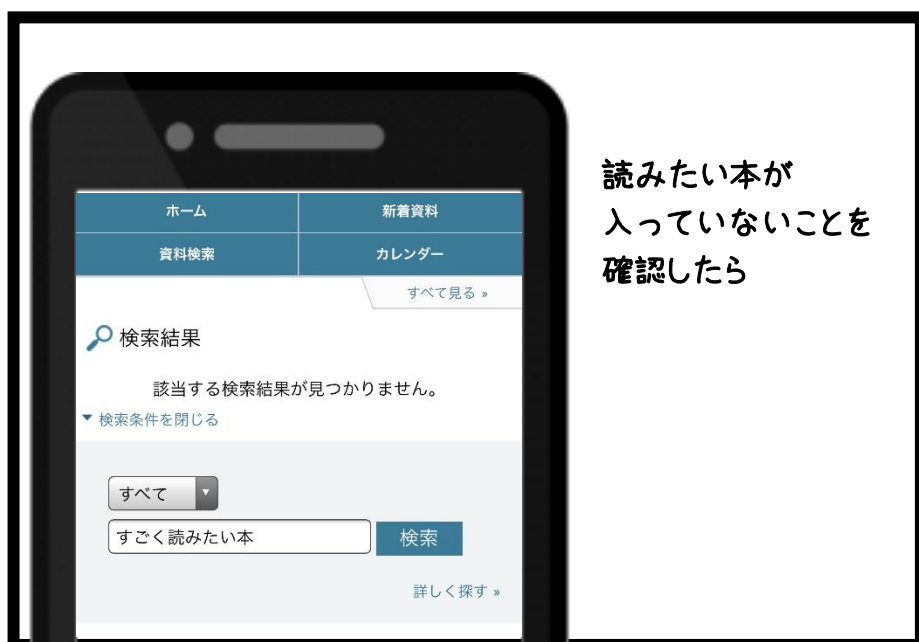 ホーム
新着資料
資料検索
カレンダー
すべて見る »
検索結果
該当する検索結果が見つかりません。
▼ 検索条件を閉じる
すべて ▼
すごく読みたい本
検索
詳しく探す »
読みたい本が
入っていないことを
確認したら